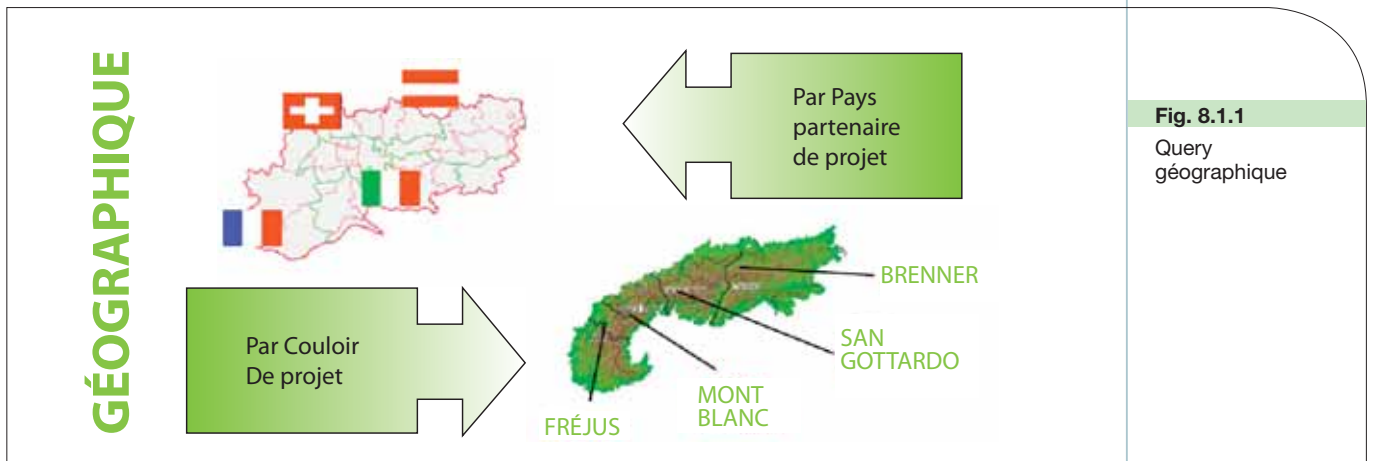 GÉOGRAPHIQUE
Par Pays
partenaire
de projet
Par Couloir
De projet
BRENNER
SAN
GOTTARDO
MONT
BLANC
FRÉJUS
Fig. 8.1.1
Query
géographique